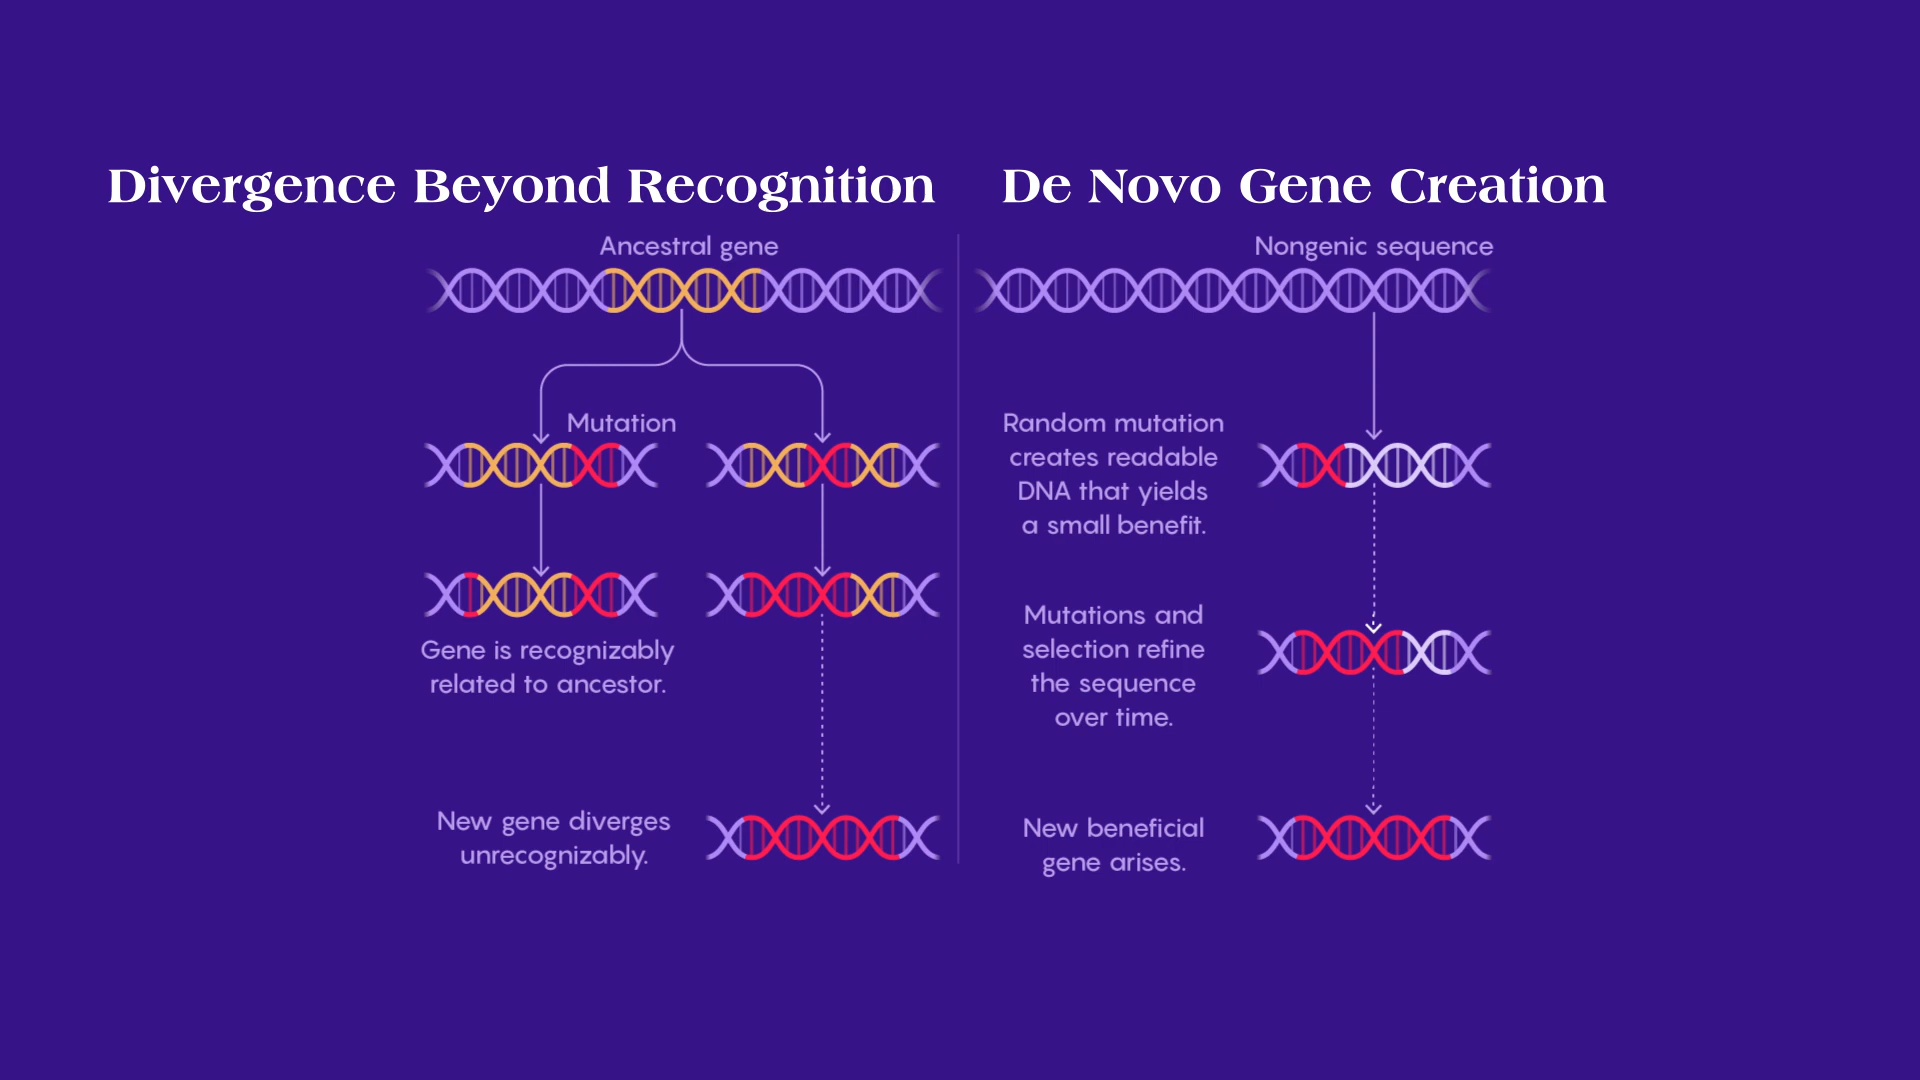 Divergence Beyond Recognition
Ancestral gene
Mutation
Gene is recognizably
related to ancestor.
New gene diverges
unrecognizably.
De Novo Gene Creation
Nongenic sequence
Random mutation
creates readable
DNA that yields
a small benefit.
Mutations and
selection refine
the sequence
over time.
New beneficial
gene arises.